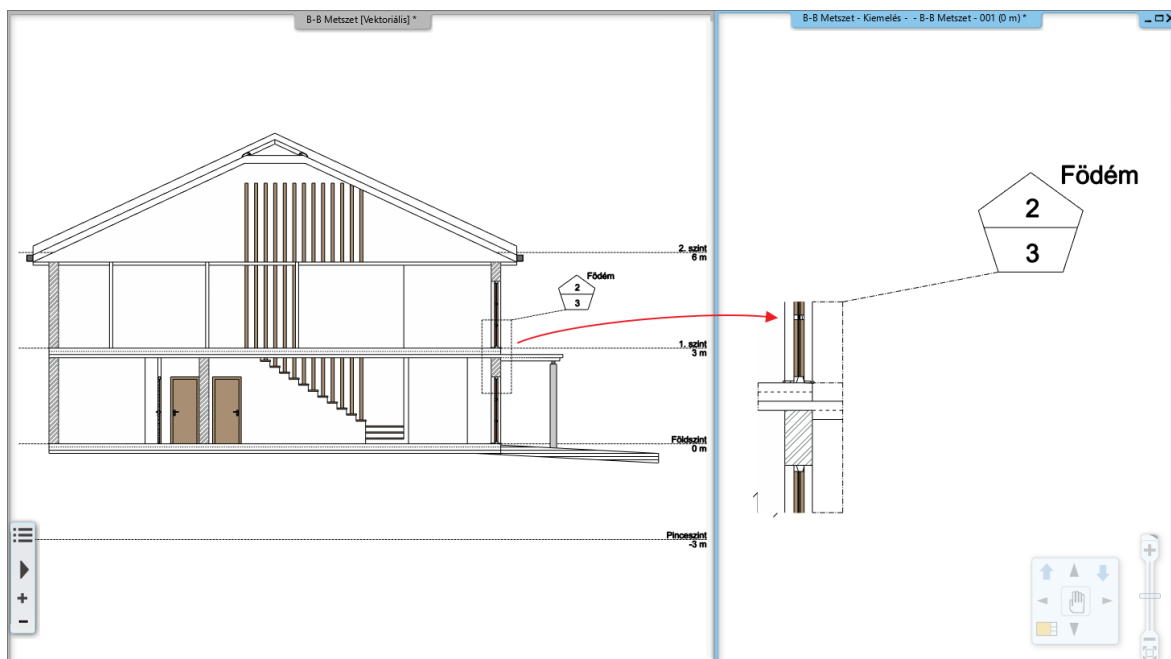 B-B Metszet [Vektoriális] *
B-B Metszet - Kiemelés - - B-B Metszet - 001 (0 m) *
2. szint
6 m
Födém
2
3
1. szint
3 m
Földszint
0 m
Pinceszint
-3 m
Födém
2
3